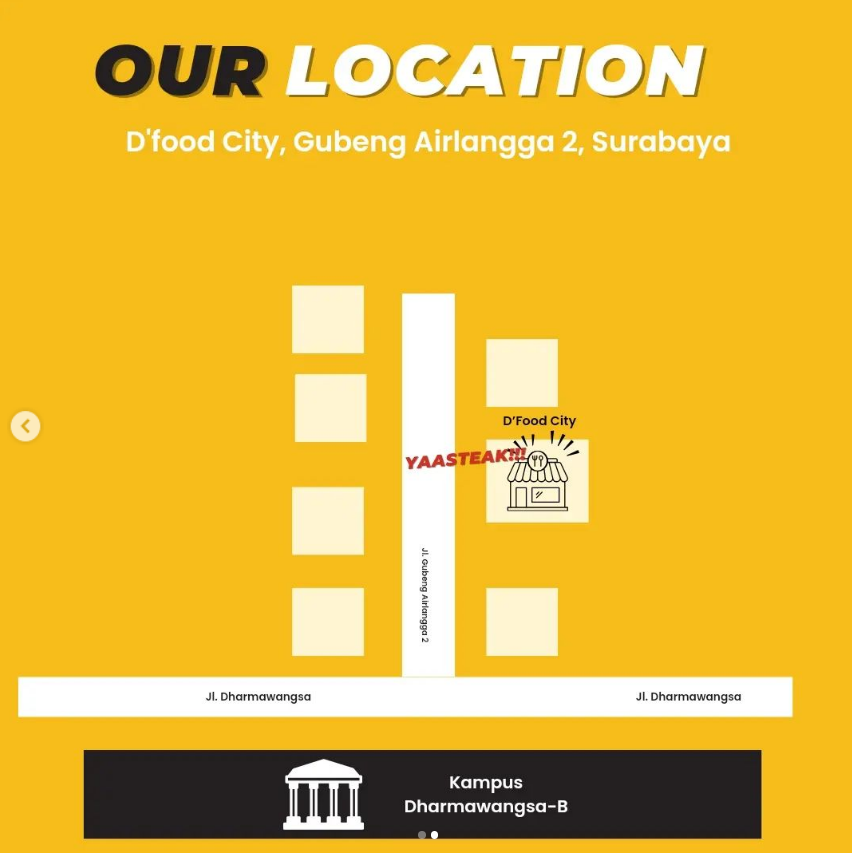 OUR LOCATION
D'food City, Gubeng Airlangga 2, Surabaya
D'Food City
YAASTEAK!!!
Jl. Gubeng Airlangga 2
Jl. Dharmawangsa
Jl. Dharmawangsa
Kampus
Dharmawangsa-B